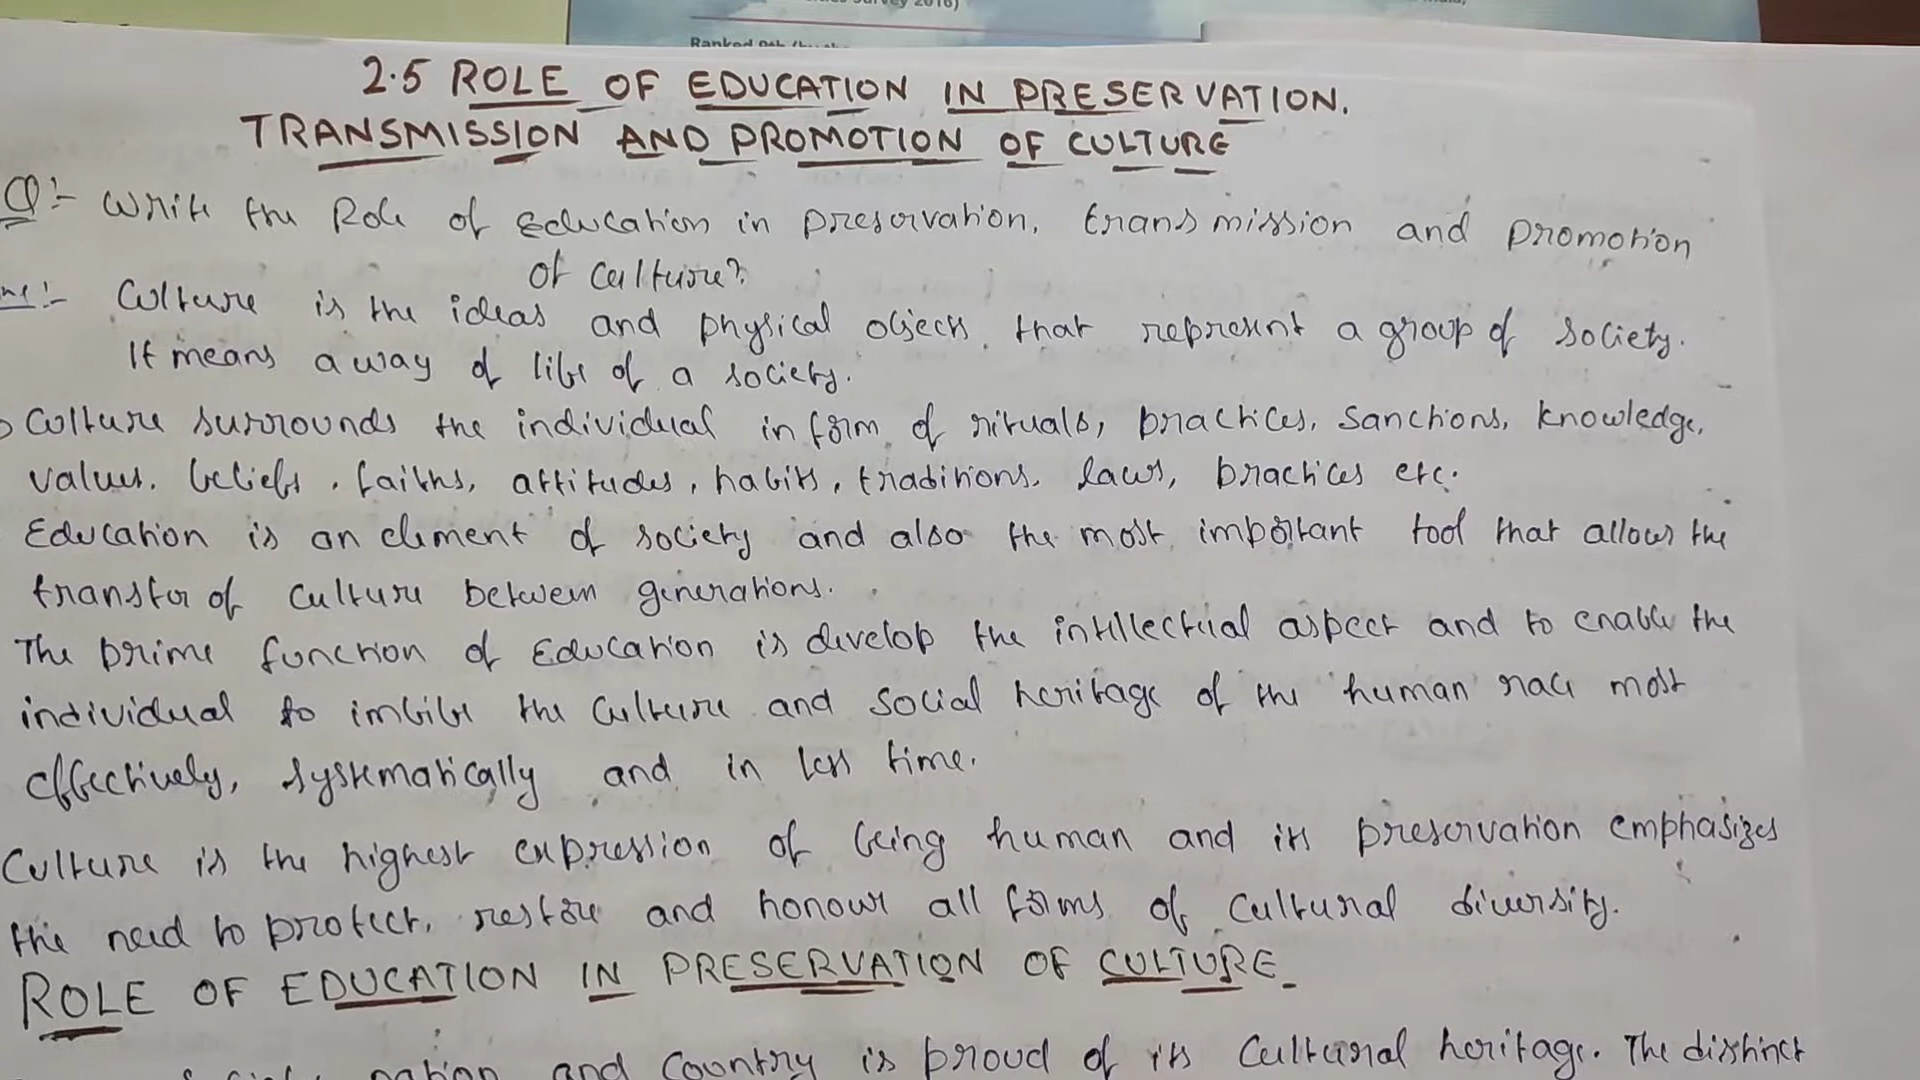 Survey 2016)
Ranked 9th
2.5 ROLE OF EDUCATION IN PRESERVATION.
TRANSMISSION AND PROMOTION OF CULTURE
Q:- Write the Role of Education in preservation, transmission and promotion
of culture?
Ans:- Culture is the ideas and physical objects that represent a group of society.
It means a way of life of a society.
Culture surrounds the individual in form of rituals, practices, sanctions, knowledge,
values, beliefs, faiths, attitudes, habits, traditions, laws, practices etc.
Education is an element of society and also the most important tool that allows the
transfer of culture between generations.
The prime function of Education is develop the intellectual aspect and to enable the
individual to imbibe the culture and social heritage of the human race most
effectively, systematically and in less time.
Culture is the highest expression of being human and its preservation emphasizes
the need to protect, restore and honour all forms of cultural diversity.
ROLE OF EDUCATION IN PRESERVATION OF CULTURE
nation and country is proud of its cultural heritage. The distinct